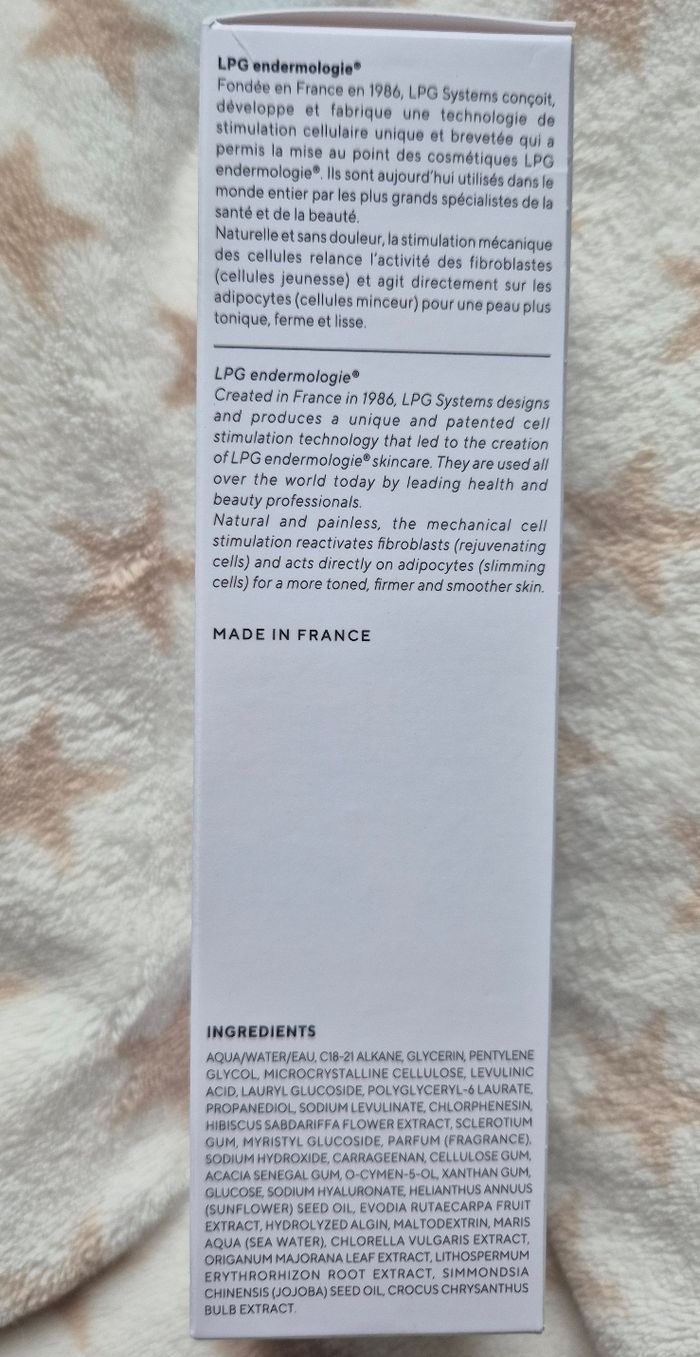 LPG endermologie®
Fondée en France en 1986, LPG Systems conçoit,
développe et fabrique une technologie de
stimulation cellulaire unique et brevetée qui a
permis la mise au point des cosmétiques LPG
endermologie®. Ils sont aujourd'hui utilisés dans le
monde entier par les plus grands spécialistes de la
santé et de la beauté.
Naturelle et sans douleur, la stimulation mécanique
des cellules relance l'activité des fibroblastes
(cellules jeunesse) et agit directement sur les
adipocytes (cellules minceur) pour une peau plus
tonique, ferme et lisse.
LPG endermologie®
Created in France in 1986, LPG Systems designs
and produces a unique and patented cell
stimulation technology that led to the creation
of LPG endermologie® skincare. They are used all
over the world today by leading health and
beauty professionals.
Natural and painless, the mechanical cell
stimulation reactivates fibroblasts (rejuvenating
cells) and acts directly on adipocytes (slimming
cells) for a more toned, firmer and smoother skin.
MADE IN FRANCE
INGREDIENTS
AQUA/WATER/EAU, C18-21 ALKANE, GLYCERIN, PENTYLENE
GLYCOL, MICROCRYSTALLINE CELLULOSE, LEVULINIC
ACID, LAURYL GLUCOSIDE, POLYGLYCERYL-6 LAURATE,
PROPANEDIOL, SODIUM LEVULINATE, CHLORPHENESIN,
HIBISCUS SABDARIFFA FLOWER EXTRACT, SCLEROTIUM
GUM, MYRISTYL GLUCOSIDE, PARFUM (FRAGRANCE),
SODIUM HYDROXIDE, CARRAGEENAN, CELLULOSE GUM,
ACACIA SENEGAL GUM, O-CYMEN-5-OL, XANTHAN GUM,
GLUCOSE, SODIUM HYALURONATE, HELIANTHUS ANNUUS
(SUNFLOWER) SEED OIL, EVODIA RUTAECARPA FRUIT
EXTRACT, HYDROLYZED ALGIN, MALTODEXTRIN, MARIS
AQUA (SEA WATER), CHLORELLA VULGARIS EXTRACT,
ORIGANUM MAJORANA LEAF EXTRACT, LITHOSPERMUM
ERYTHRORHIZON ROOT EXTRACT, SIMMONDSIA
CHINENSIS (JOJOBA) SEED OIL, CROCUS CHRYSANTHUS
BULB EXTRACT.